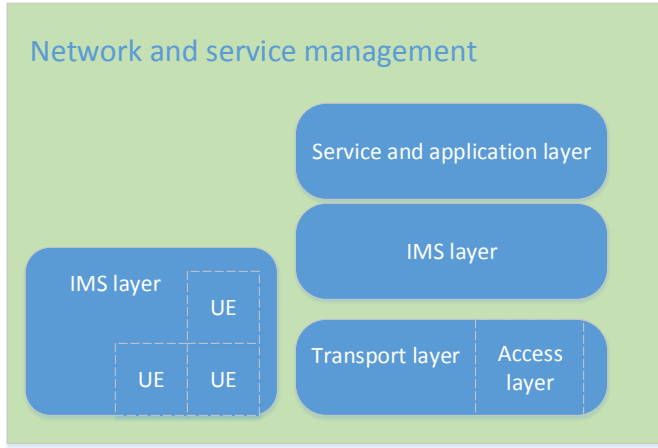 Network and service management
Service and application layer
IMS layer
IMS layer
UE
UE
UE
Transport layer
Access
layer